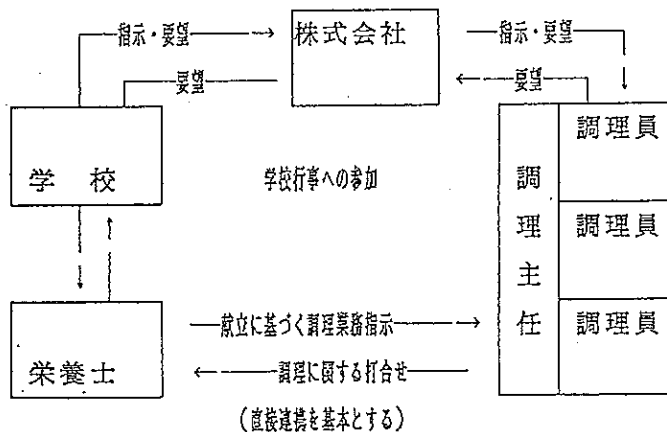 指示・要望
株式会社
指示・要望
要望
要望
学校
学校行事への参加
調理主任
調理員
調理員
調理員
栄養士
献立に基づく調理業務指示
調理に関する打合せ
(直接連携を基本とする)